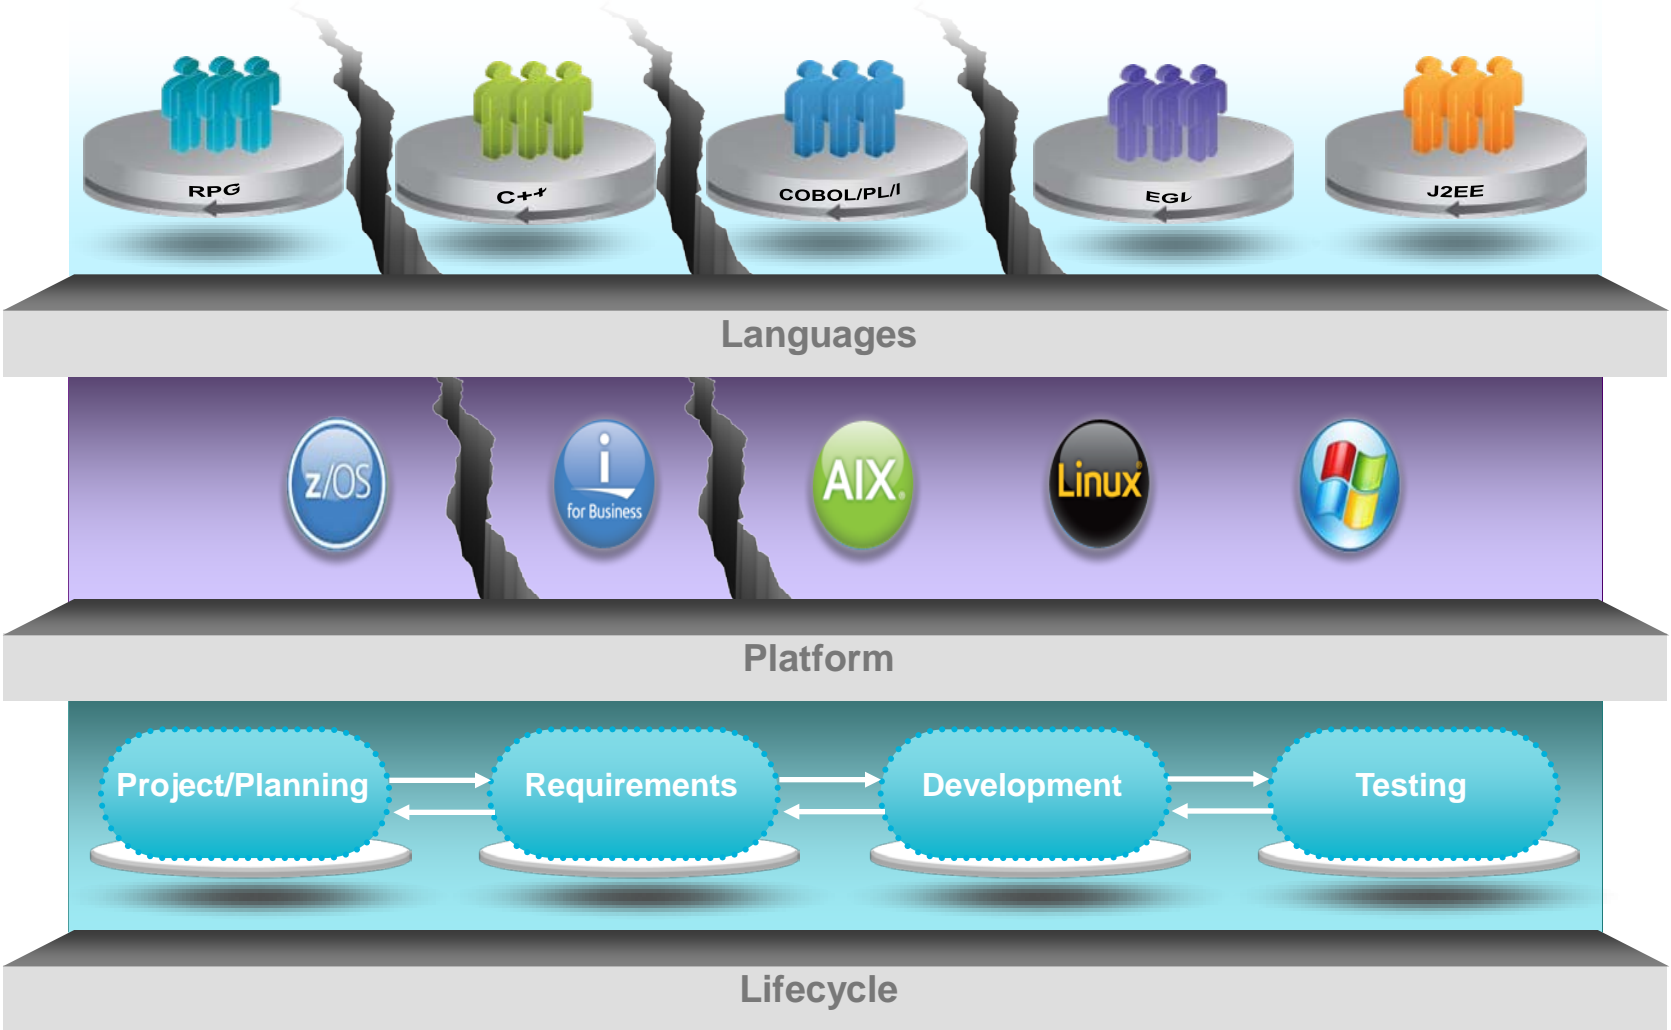 RPG
C++
COBOL/PL/I
EGL
J2EE
Languages
z/OS
i
for Business
AIX
Linux
Platform
Project/Planning
Requirements
Development
Testing
Lifecycle